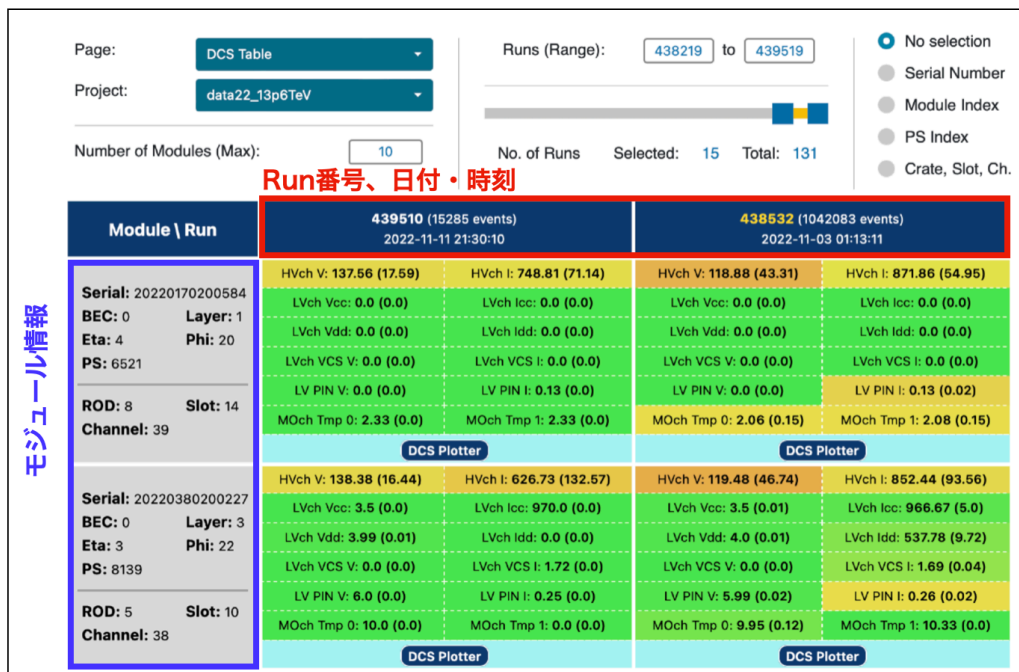 Page:
DCS Table
Project:
data22_13p6TeV
Number of Modules (Max):
10
Runs (Range):
438219 to 439519
No. of Runs Selected: 15 Total: 131
No selection
Serial Number
Module Index
PS Index
Crate, Slot, Ch.
Run番号、日付・時刻
モジュール情報
Module \ Run
439510 (15285 events)
2022-11-11 21:30:10
438532 (1042083 events)
2022-11-03 01:13:11
Serial: 20220170200584
BEC: 0 Layer: 1
Eta: 4 Phi: 20
PS: 6521
ROD: 8 Slot: 14
Channel: 39
HVch V: 137.56 (17.59) HVch I: 748.81 (71.14) HVch V: 118.88 (43.31) HVch I: 871.86 (54.95)
LVch Vcc: 0.0 (0.0) LVch Icc: 0.0 (0.0) LVch Vcc: 0.0 (0.0) LVch Icc: 0.0 (0.0)
LVch Vdd: 0.0 (0.0) LVch Idd: 0.0 (0.0) LVch Vdd: 0.0 (0.0) LVch Idd: 0.0 (0.0)
LVch VCS V: 0.0 (0.0) LVch VCS I: 0.0 (0.0) LVch VCS V: 0.0 (0.0) LVch VCS I: 0.0 (0.0)
LV PIN V: 0.0 (0.0) LV PIN I: 0.13 (0.0) LV PIN V: 0.0 (0.0) LV PIN I: 0.13 (0.02)
MOch Tmp 0: 2.33 (0.0) MOch Tmp 1: 2.33 (0.0) MOch Tmp 0: 2.06 (0.15) MOch Tmp 1: 2.08 (0.15)
DCS Plotter DCS Plotter
Serial: 20220380200227
BEC: 0 Layer: 3
Eta: 3 Phi: 22
PS: 8139
ROD: 5 Slot: 10
Channel: 38
HVch V: 138.38 (16.44) HVch I: 626.73 (132.57) HVch V: 119.48 (46.74) HVch I: 852.44 (93.56)
LVch Vcc: 3.5 (0.0) LVch Icc: 970.0 (0.0) LVch Vcc: 3.5 (0.01) LVch Icc: 966.67 (5.0)
LVch Vdd: 3.99 (0.01) LVch Idd: 0.0 (0.0) LVch Vdd: 4.0 (0.01) LVch Idd: 537.78 (9.72)
LVch VCS V: 0.0 (0.0) LVch VCS I: 1.72 (0.0) LVch VCS V: 0.0 (0.0) LVch VCS I: 1.69 (0.04)
LV PIN V: 6.0 (0.0) LV PIN I: 0.25 (0.0) LV PIN V: 5.99 (0.02) LV PIN I: 0.26 (0.02)
MOch Tmp 0: 10.0 (0.0) MOch Tmp 1: 0.0 (0.0) MOch Tmp 0: 9.95 (0.12) MOch Tmp 1: 10.33 (0.0)
DCS Plotter DCS Plotter